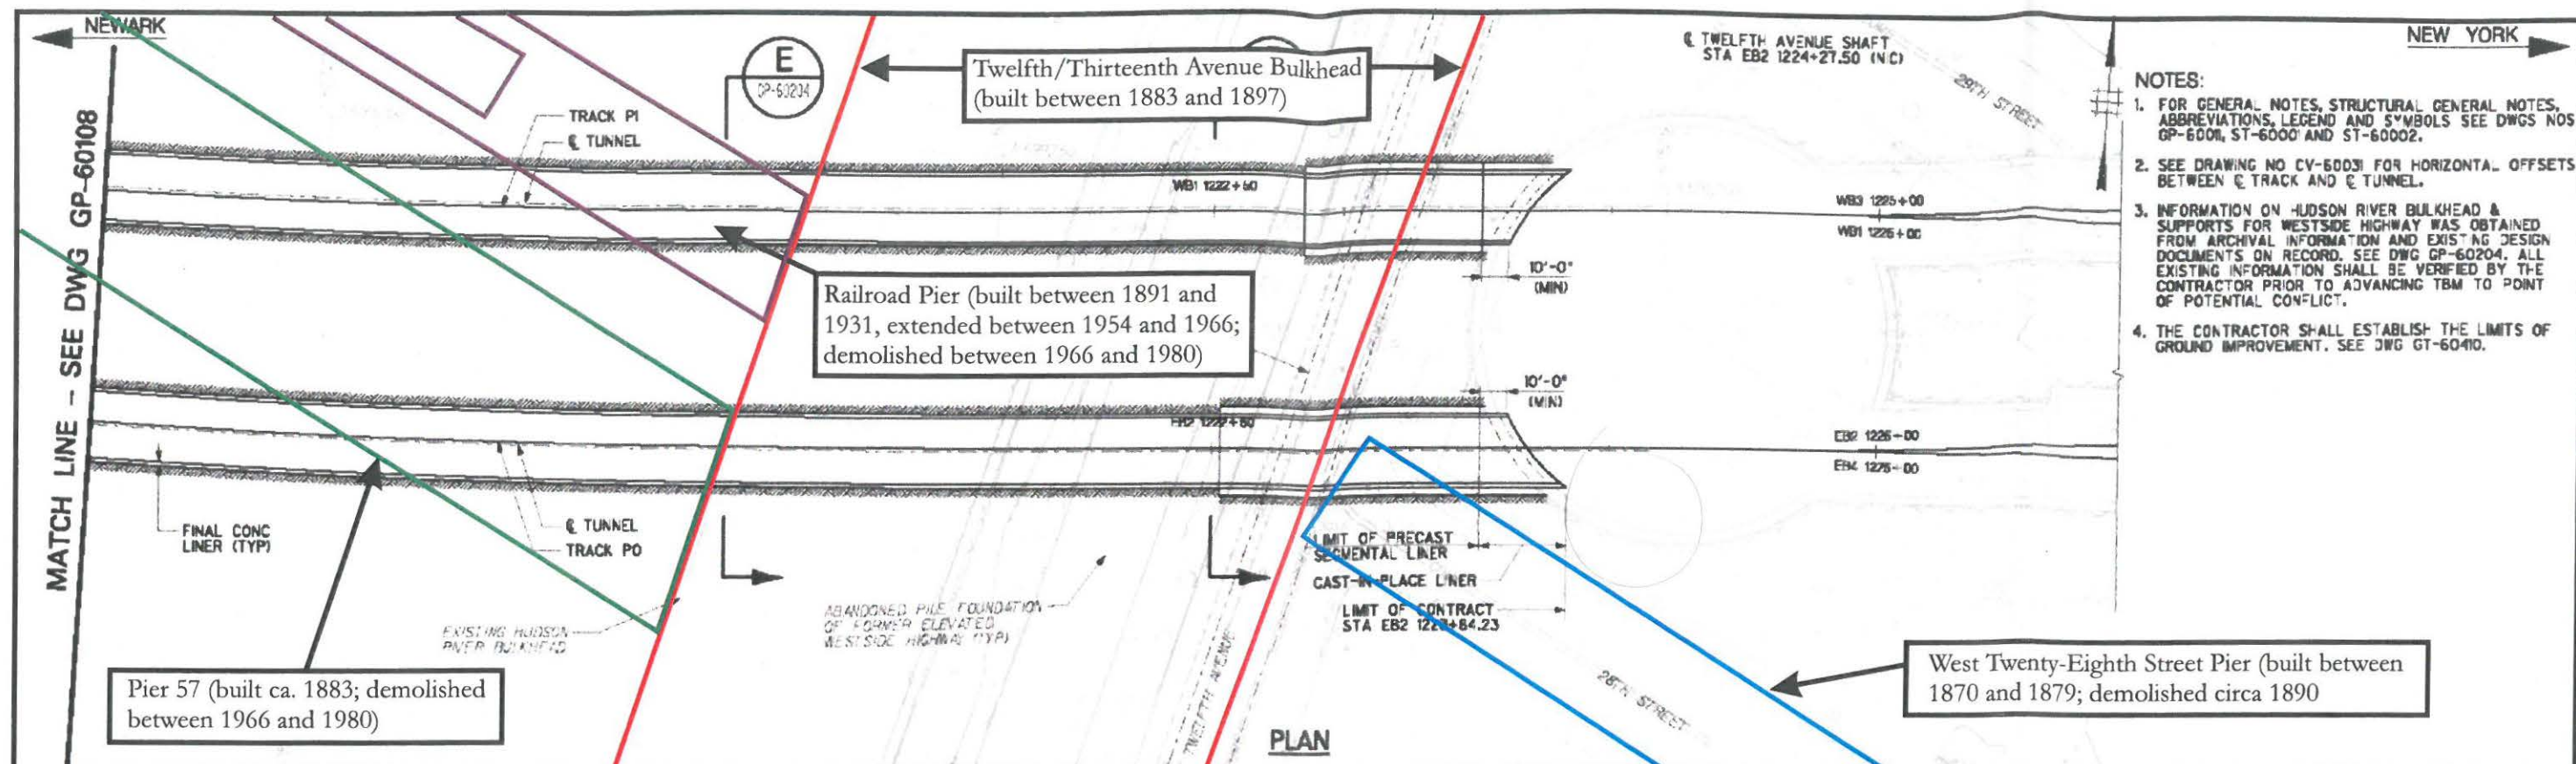 NEWARK
NEW YORK
MATCH LINE - SEE DWG GP-60108
E
GP-60204
Twelfth/Thirteenth Avenue Bulkhead
(built between 1883 and 1897)
℄ TWELFTH AVENUE SHAFT
STA EB2 1224+27.50 (NIC)
29TH STREET
TRACK P1
℄ TUNNEL
WB1 1222+50
WB3 1225+00
WB1 1225+00
10'-0"
(MIN)
Railroad Pier (built between 1891 and
1931, extended between 1954 and 1966;
demolished between 1966 and 1980)
10'-0"
(MIN)
EB2 1222+50
EB2 1225+00
EB4 1225+00
FINAL CONC
LINER (TYP)
℄ TUNNEL
TRACK PO
LIMIT OF PRECAST
SEGMENTAL LINER
CAST-IN-PLACE LINER
LIMIT OF CONTRACT
EXISTING HUDSON
RIVER BULKHEAD
ABANDONED PILE FOUNDATION
OF FORMER ELEVATED
WESTSIDE HIGHWAY (TYP)
TWELFTH AVENUE
28TH STREET
Pier 57 (built ca. 1883; demolished
between 1966 and 1980)
West Twenty-Eighth Street Pier (built between
1870 and 1879; demolished circa 1890
PLAN
NOTES:
1. FOR GENERAL NOTES, STRUCTURAL GENERAL NOTES,
ABBREVIATIONS, LEGEND AND SYMBOLS SEE DWGS NOS
AND ST-60002.
2. SEE DRAWING NO CV-60031 FOR HORIZONTAL OFFSETS
BETWEEN ℄ TRACK AND ℄ TUNNEL.
3. INFORMATION ON HUDSON RIVER BULKHEAD &
SUPPORTS FOR WESTSIDE HIGHWAY WAS OBTAINED
FROM ARCHIVAL INFORMATION AND EXISTING DESIGN
DOCUMENTS ON RECORD. SEE DWG GP-60204. ALL
EXISTING INFORMATION SHALL BE VERIFIED BY THE
CONTRACTOR PRIOR TO ADVANCING TBM TO POINT
OF POTENTIAL CONFLICT.
4. THE CONTRACTOR SHALL ESTABLISH THE LIMITS OF
GROUND IMPROVEMENT. SEE DWG GT-60410.